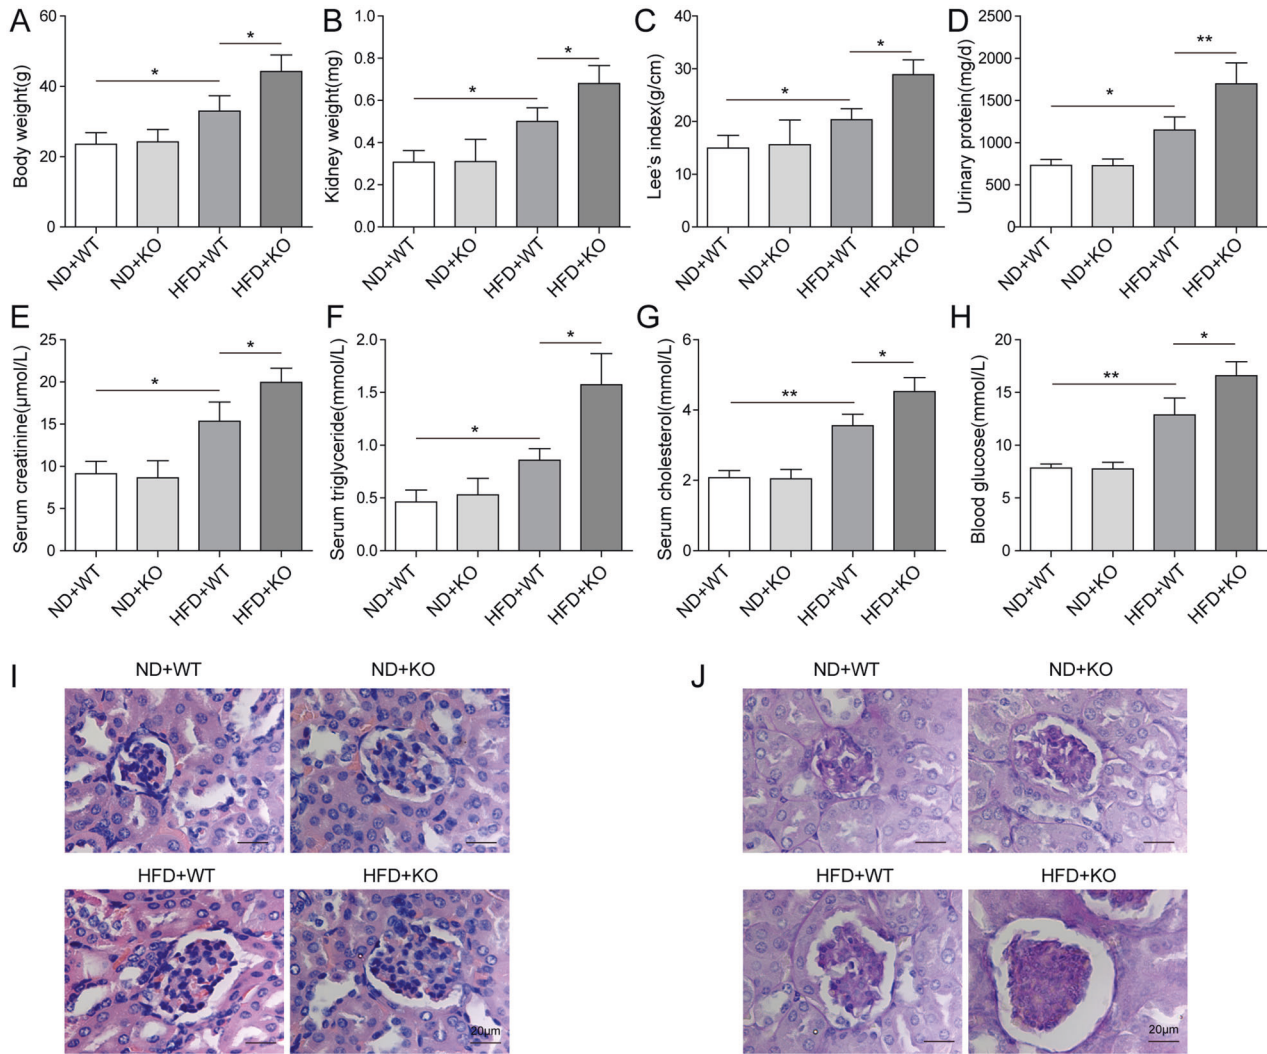 A
Body weight(g)
60
40
20
0
*
*
ND+WT
ND+KO
HFD+WT
HFD+KO
B
Kidney weight(mg)
1.0
0.8
0.6
0.4
0.2
0.0
*
*
ND+WT
ND+KO
HFD+WT
HFD+KO
C
Lee's index(g/cm)
40
30
20
10
0
*
*
ND+WT
ND+KO
HFD+WT
HFD+KO
D
Urinary protein(mg/d)
2500
2000
1500
1000
500
0
*
**
ND+WT
ND+KO
HFD+WT
HFD+KO
E
Serum creatinine(μmol/L)
25
20
15
10
5
0
*
*
ND+WT
ND+KO
HFD+WT
HFD+KO
F
Serum triglyceride(mmol/L)
2.0
1.5
1.0
0.5
0.0
*
*
ND+WT
ND+KO
HFD+WT
HFD+KO
G
Serum cholesterol(mmol/L)
6
4
2
0
**
*
ND+WT
ND+KO
HFD+WT
HFD+KO
H
Blood glucose(mmol/L)
20
15
10
5
0
**
*
ND+WT
ND+KO
HFD+WT
HFD+KO
I
ND+WT
ND+KO
HFD+WT
HFD+KO
20μm
J
ND+WT
ND+KO
HFD+WT
HFD+KO
20μm